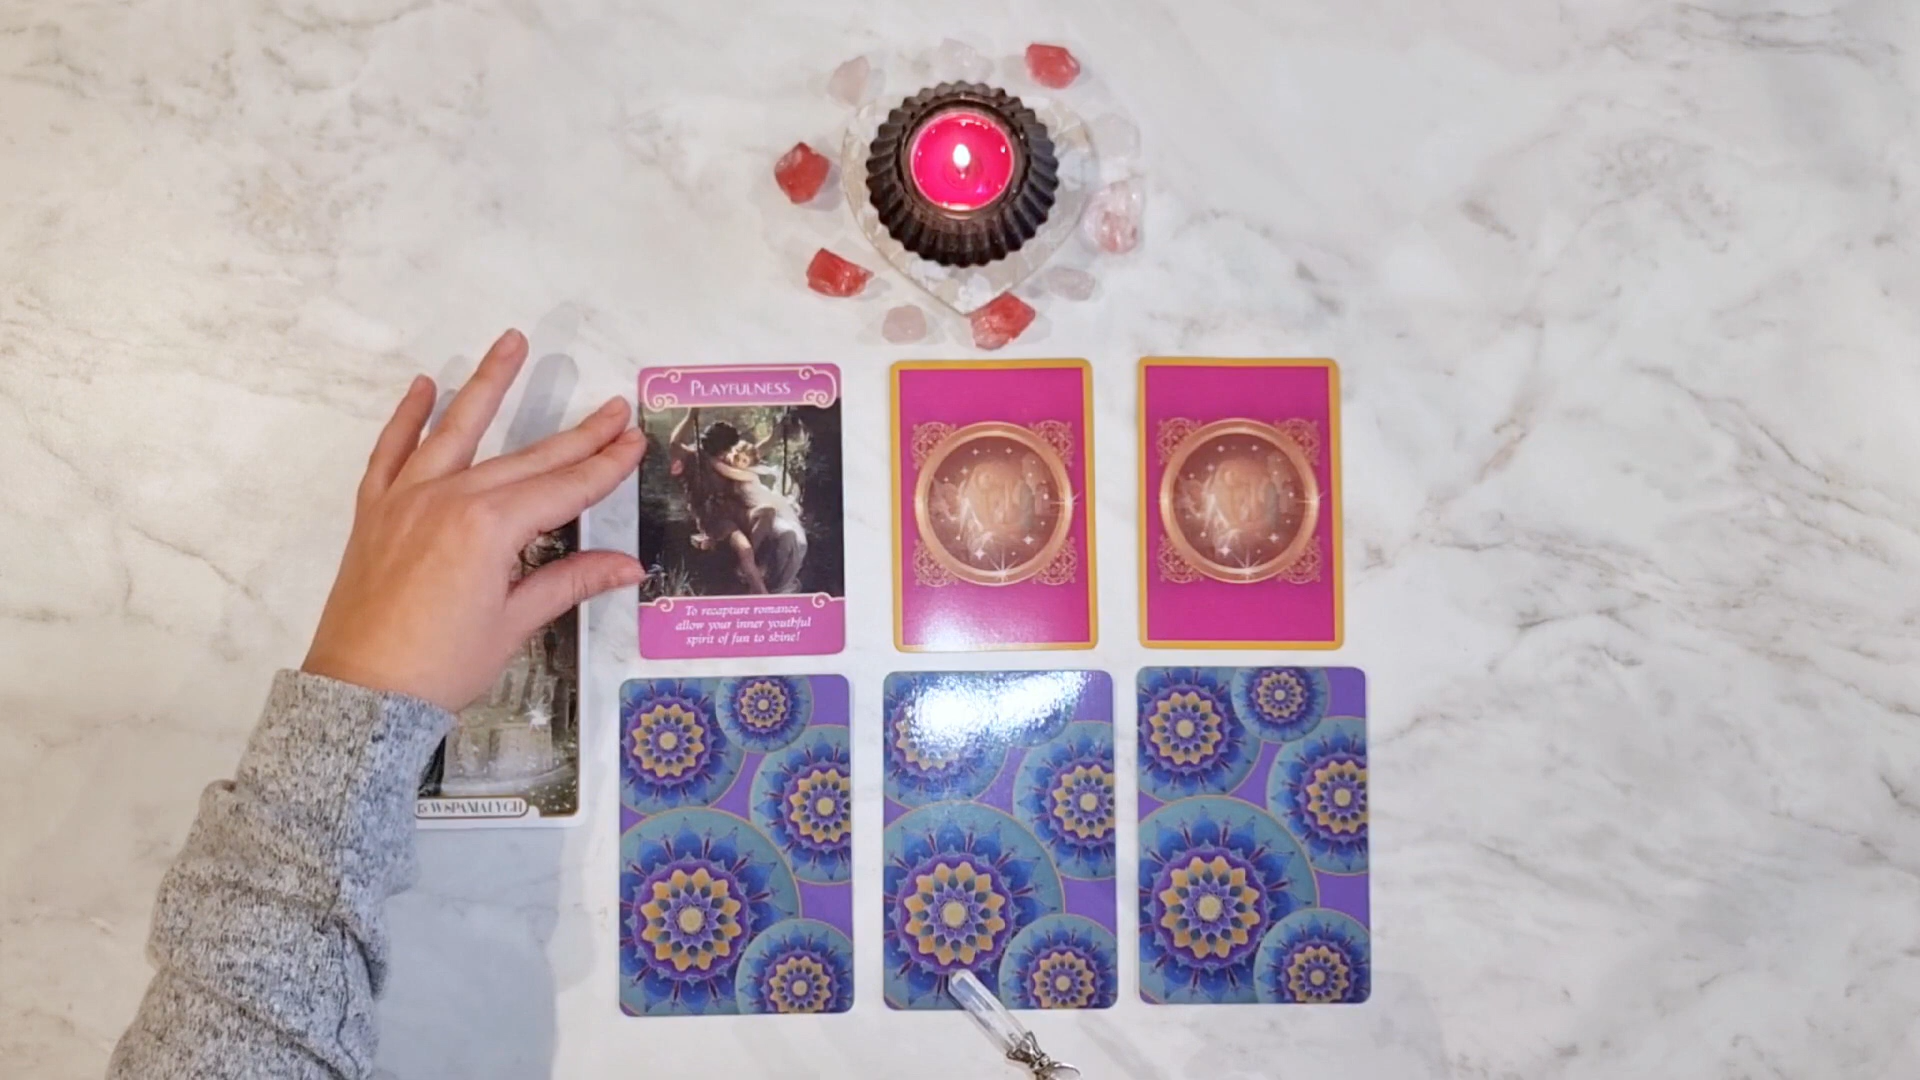 PLAYFULNESS
To recapture romance,
allow your inner youthful
spirit of fun to shine!
WSPANIAŁYCH